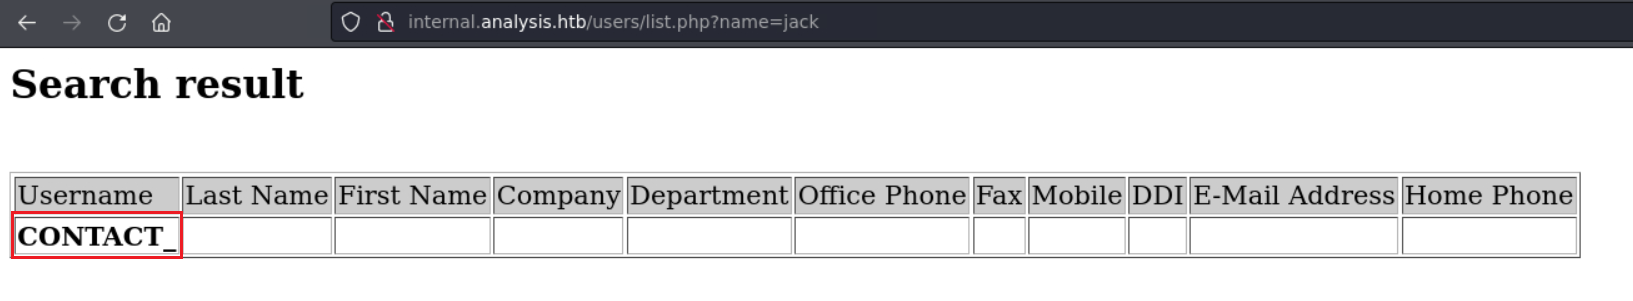 internal.analysis.htb/users/list.php?name=jack
Search result
Username Last Name First Name Company Department Office Phone Fax Mobile DDI E-Mail Address Home Phone
CONTACT_